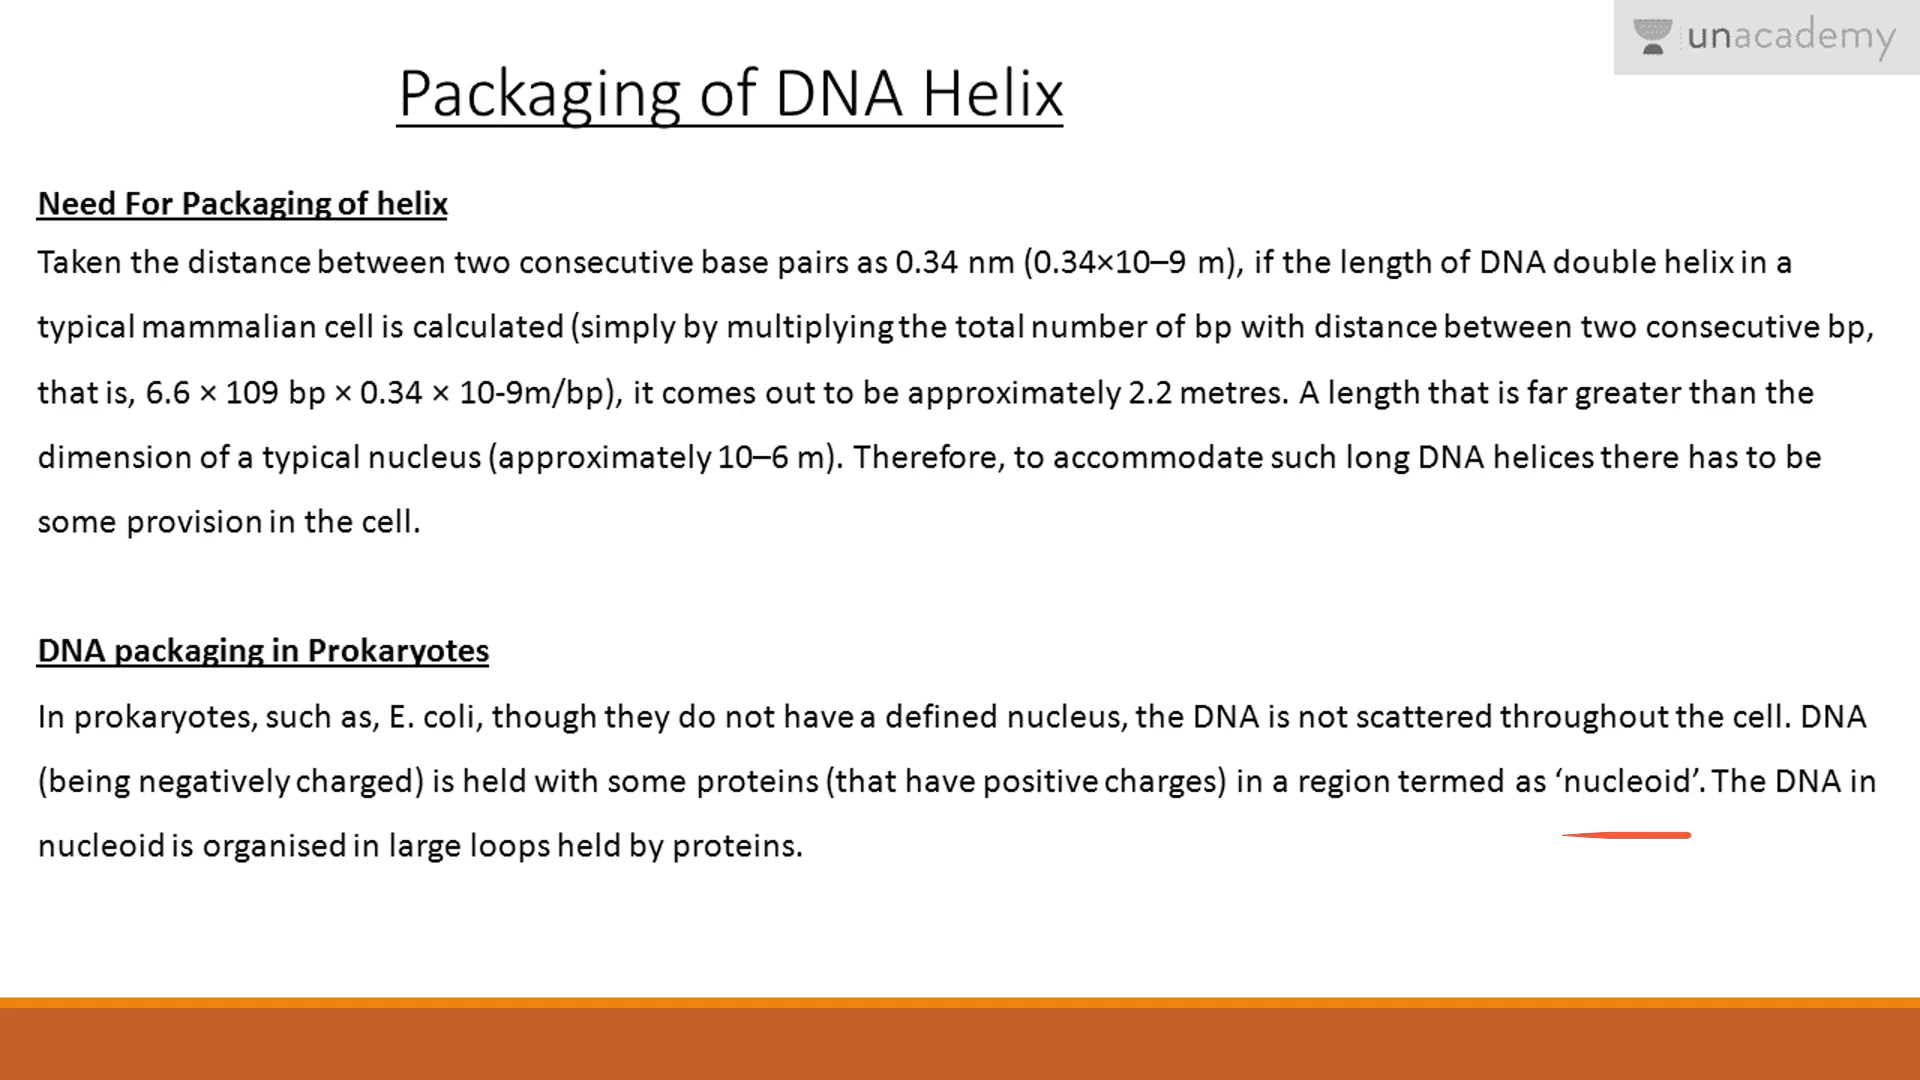 unacademy
Packaging of DNA Helix
Need For Packaging of helix
Taken the distance between two consecutive base pairs as 0.34 nm (0.34×10–9 m), if the length of DNA double helix in a
typical mammalian cell is calculated (simply by multiplying the total number of bp with distance between two consecutive bp,
that is, 6.6 × 109 bp × 0.34 × 10-9m/bp), it comes out to be approximately 2.2 metres. A length that is far greater than the
dimension of a typical nucleus (approximately 10–6 m). Therefore, to accommodate such long DNA helices there has to be
some provision in the cell.
DNA packaging in Prokaryotes
In prokaryotes, such as, E. coli, though they do not have a defined nucleus, the DNA is not scattered throughout the cell. DNA
(being negatively charged) is held with some proteins (that have positive charges) in a region termed as ‘nucleoid’. The DNA in
nucleoid is organised in large loops held by proteins.